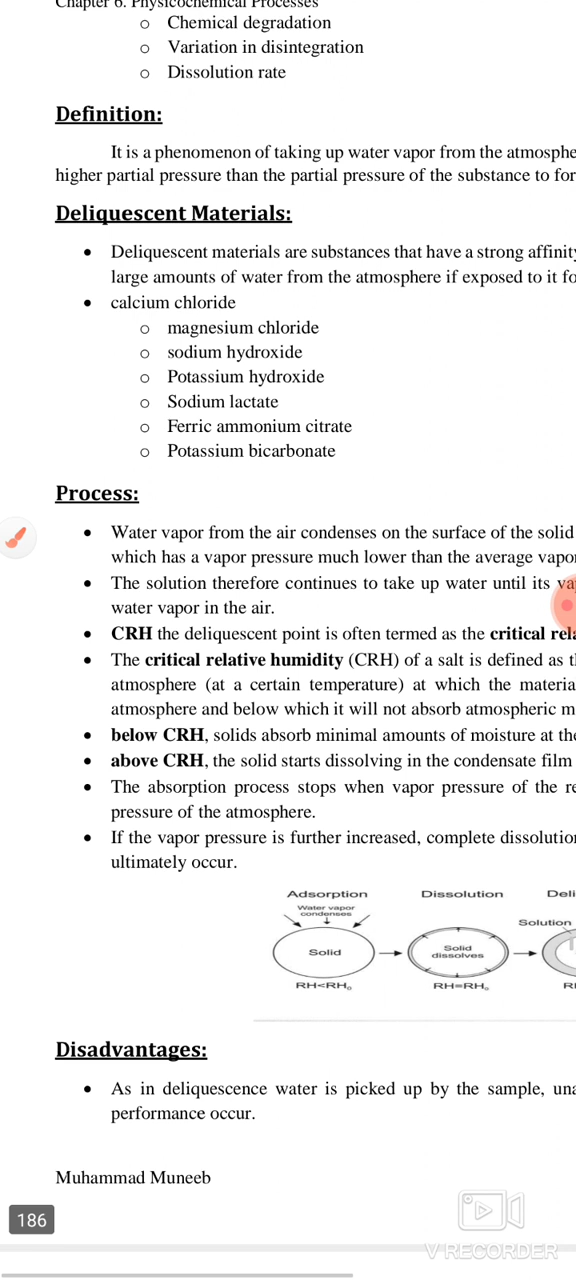 Chapter 6. Physicochemical Processes
o Chemical degradation
o Variation in disintegration
o Dissolution rate
Definition:
It is a phenomenon of taking up water vapor from the atmosphe
higher partial pressure than the partial pressure of the substance to for
Deliquescent Materials:
• Deliquescent materials are substances that have a strong affinity
large amounts of water from the atmosphere if exposed to it fo
• calcium chloride
o magnesium chloride
o sodium hydroxide
o Potassium hydroxide
o Sodium lactate
o Ferric ammonium citrate
o Potassium bicarbonate
Process:
• Water vapor from the air condenses on the surface of the solid
which has a vapor pressure much lower than the average vapo
• The solution therefore continues to take up water until its va
water vapor in the air.
• CRH the deliquescent point is often termed as the critical rela
• The critical relative humidity (CRH) of a salt is defined as t
atmosphere (at a certain temperature) at which the materia
atmosphere and below which it will not absorb atmospheric m
• below CRH, solids absorb minimal amounts of moisture at the
• above CRH, the solid starts dissolving in the condensate film
• The absorption process stops when vapor pressure of the re
pressure of the atmosphere.
• If the vapor pressure is further increased, complete dissolution
ultimately occur.
Adsorption Dissolution Deli
Water vapor
condenses
Solution
Solid
Solid
dissolves
RH<RH₀ RH=RH₀ R
Disadvantages:
• As in deliquescence water is picked up by the sample, una
performance occur.
Muhammad Muneeb
186
V RECORDER